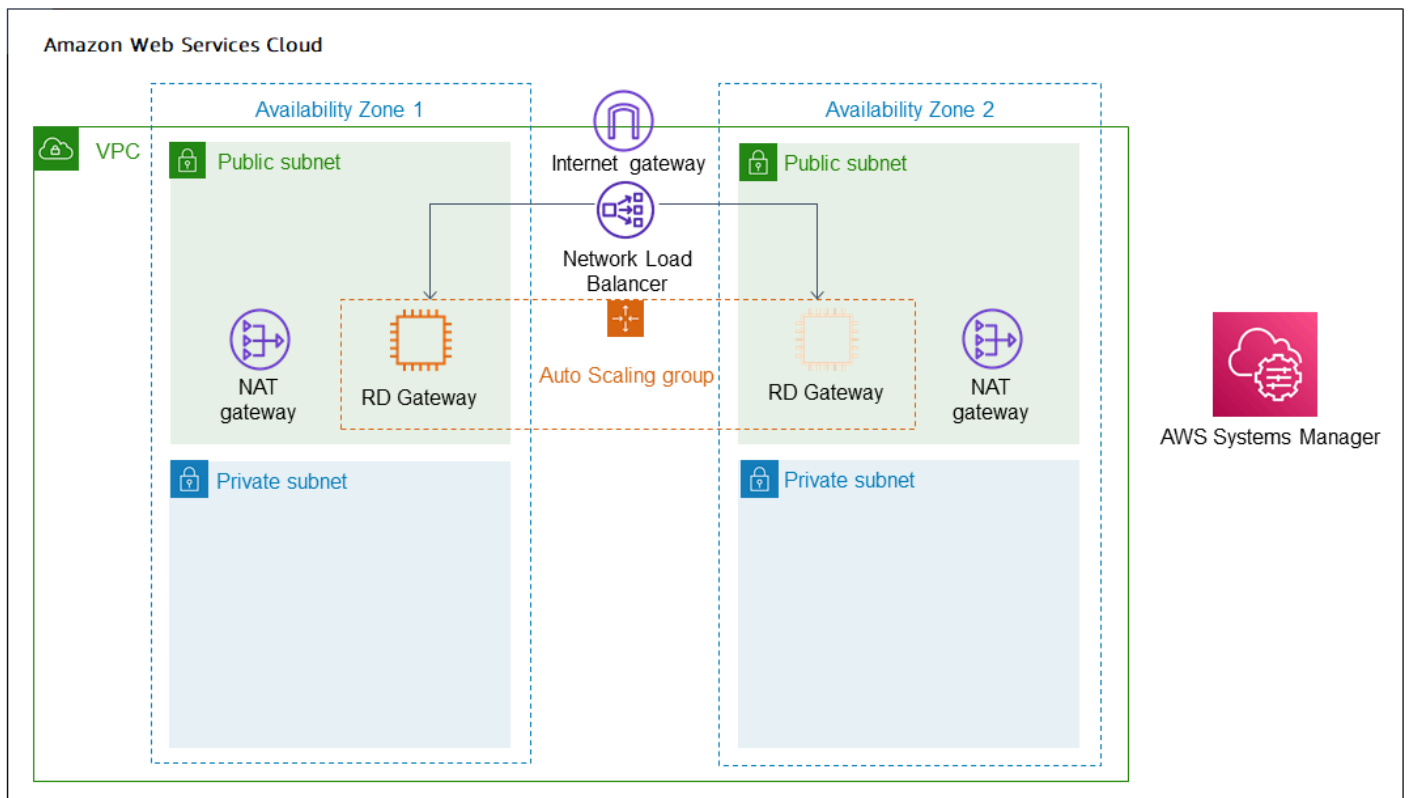 Amazon Web Services Cloud
Availability Zone 1
Availability Zone 2
VPC
Public subnet
Internet gateway
Public subnet
Network Load
Balancer
NAT
gateway
RD Gateway
Auto Scaling group
RD Gateway
NAT
gateway
AWS Systems Manager
Private subnet
Private subnet